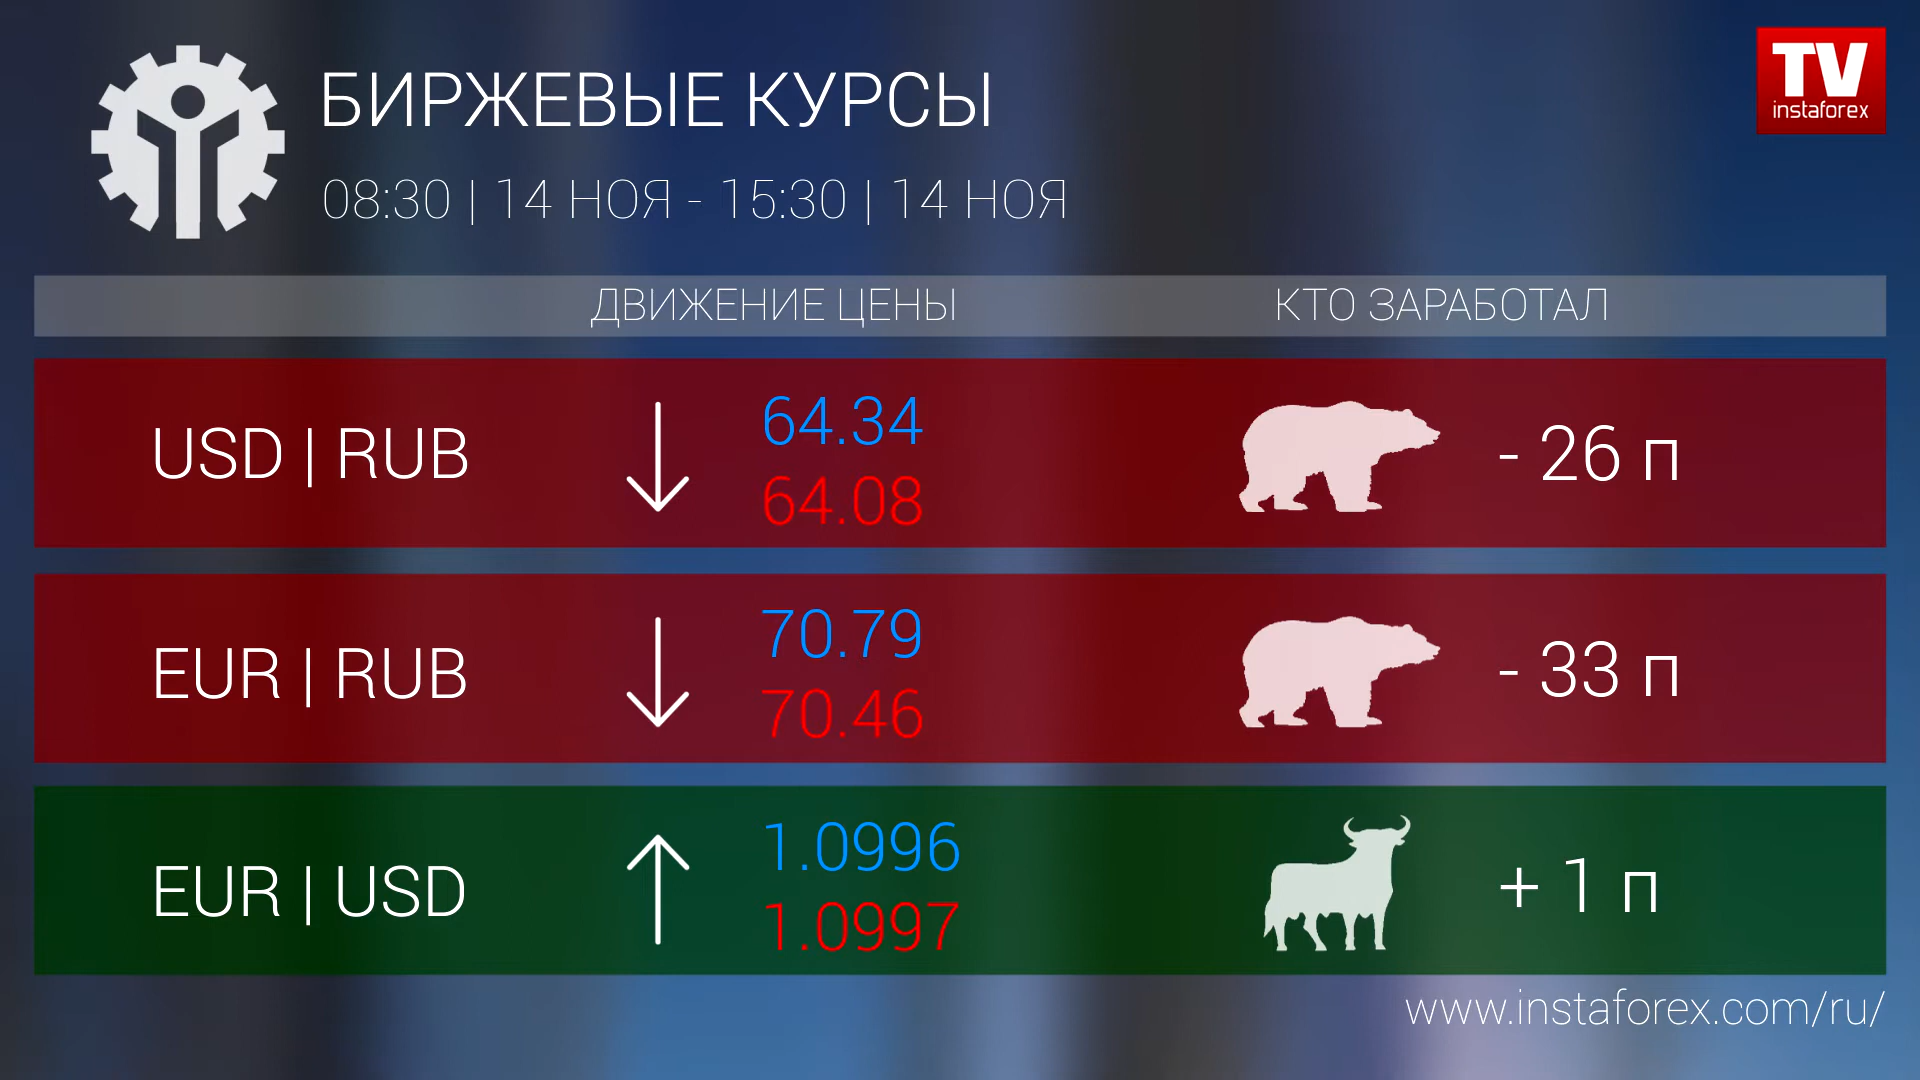 БИРЖЕВЫЕ КУРСЫ
TV
instaforex
08:30 | 14 НОЯ - 15:30 | 14 НОЯ
ДВИЖЕНИЕ ЦЕНЫ КТО ЗАРАБОТАЛ
USD | RUB
64.34
64.08
- 26 п
EUR | RUB
70.79
70.46
- 33 п
EUR | USD
1.0996
1.0997
+ 1 п
www.instaforex.com/ru/